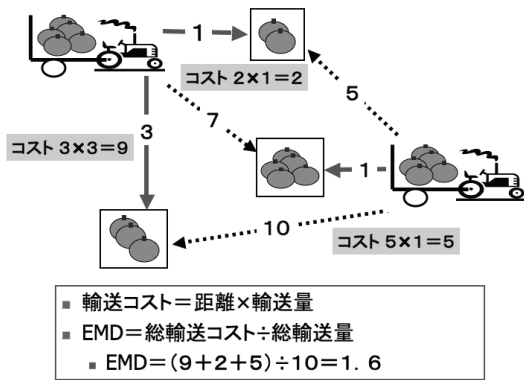 1
コスト 2×1＝2
5
7
3
コスト 3×3＝9
1
10
コスト 5×1＝5
輸送コスト＝距離×輸送量
EMD＝総輸送コスト÷総輸送量
EMD＝（9＋2＋5）÷10＝1．6